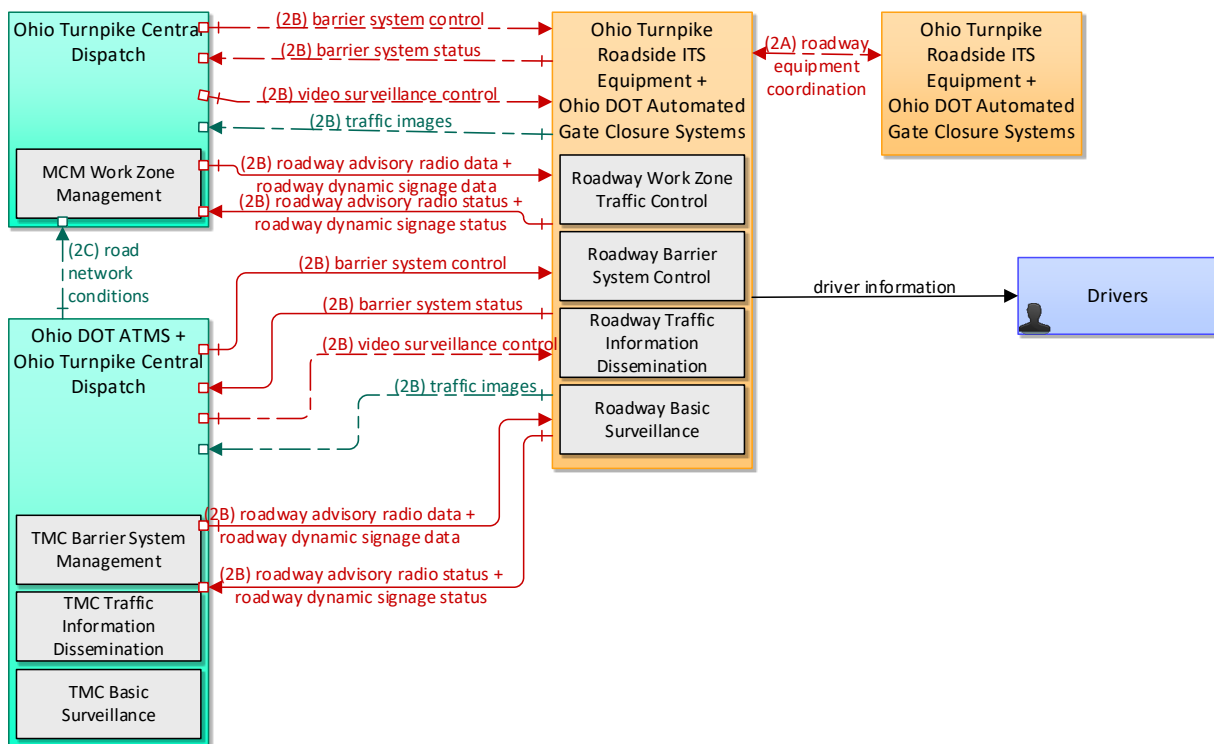 Ohio Turnpike Central
Dispatch
MCM Work Zone
Management
(2B) barrier system control
(2B) barrier system status
(2B) video surveillance control
(2B) traffic images
(2B) roadway advisory radio data +
roadway dynamic signage data
(2B) roadway advisory radio status +
roadway dynamic signage status
Ohio Turnpike
Roadside ITS
Equipment +
Ohio DOT Automated
Gate Closure Systems
Roadway Work Zone
Traffic Control
Roadway Barrier
System Control
Roadway Traffic
Information
Dissemination
Roadway Basic
Surveillance
(2A) roadway
equipment
coordination
Ohio Turnpike
Roadside ITS
Equipment +
Ohio DOT Automated
Gate Closure Systems
driver information
Drivers
(2C) road
network
conditions
Ohio DOT ATMS +
Ohio Turnpike Central
Dispatch
TMC Barrier System
Management
TMC Traffic
Information
Dissemination
TMC Basic
Surveillance
(2B) barrier system control
(2B) barrier system status
(2B) video surveillance control
(2B) traffic images
(2B) roadway advisory radio data +
roadway dynamic signage data
(2B) roadway advisory radio status +
roadway dynamic signage status